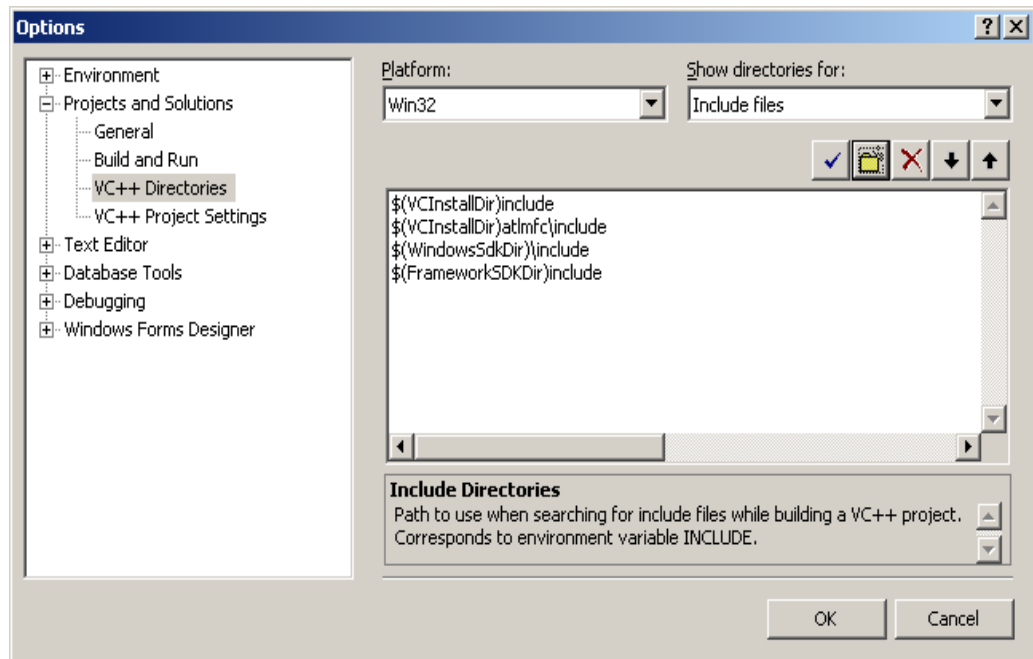 Options
Environment
Projects and Solutions
General
Build and Run
VC++ Directories
VC++ Project Settings
Text Editor
Database Tools
Debugging
Windows Forms Designer
Platform:
Win32
Show directories for:
Include files
$(VCInstallDir)include
$(VCInstallDir)atlmfc\include
$(WindowsSdkDir)\include
$(FrameworkSDKDir)include
Include Directories
Path to use when searching for include files while building a VC++ project.
Corresponds to environment variable INCLUDE.
OK
Cancel